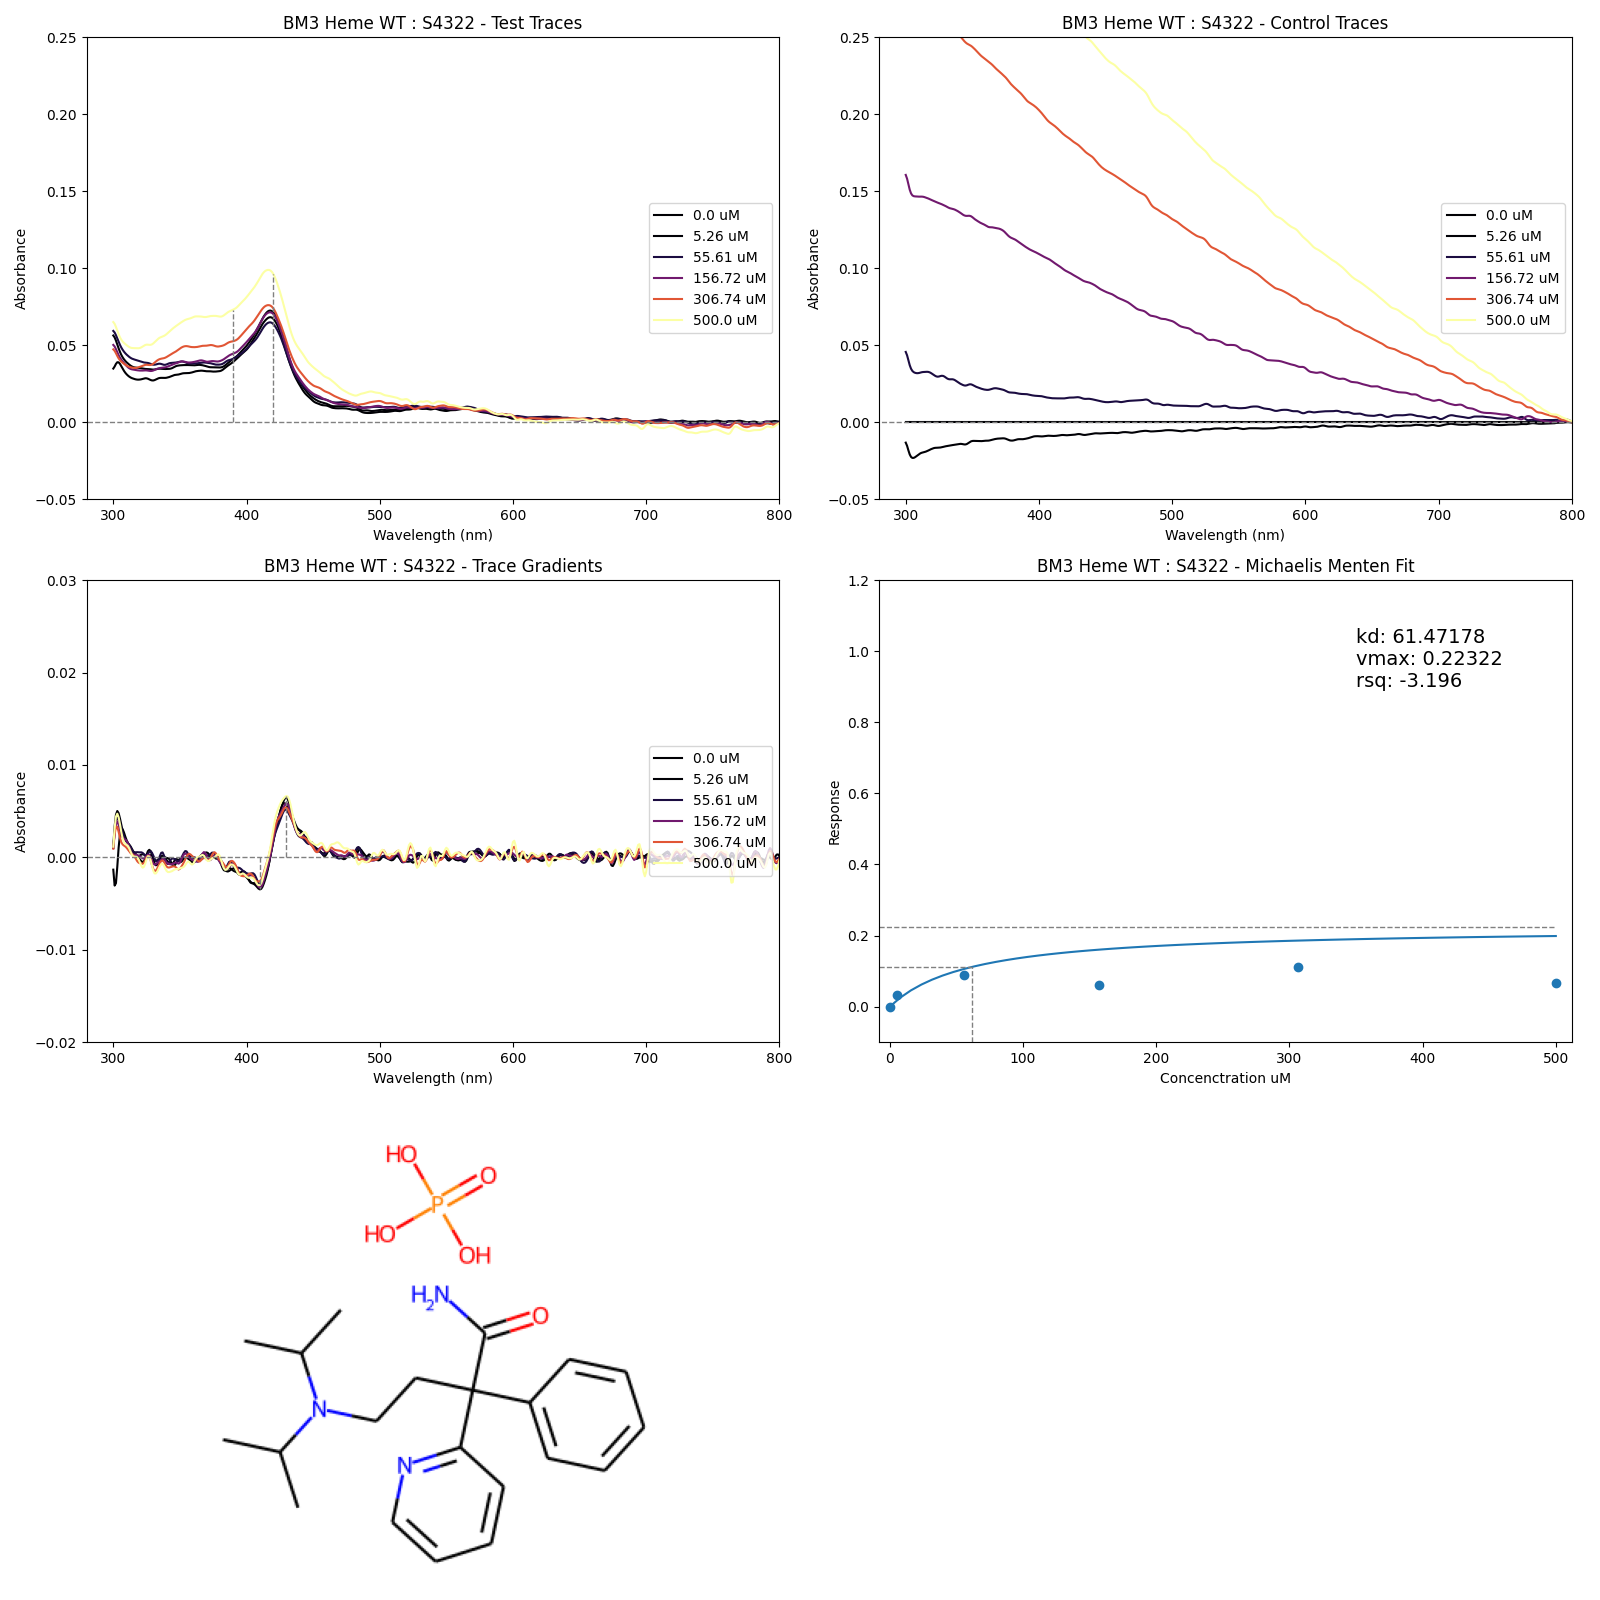 BM3 Heme WT : S4322 - Test Traces
0.25
0.20
0.15
0.10
0.05
0.00
−0.05
Absorbance
300
400
500
600
700
800
Wavelength (nm)
0.0 uM
5.26 uM
55.61 uM
156.72 uM
306.74 uM
500.0 uM
BM3 Heme WT : S4322 - Control Traces
0.25
0.20
0.15
0.10
0.05
0.00
−0.05
Absorbance
300
400
500
600
700
800
Wavelength (nm)
0.0 uM
5.26 uM
55.61 uM
156.72 uM
306.74 uM
500.0 uM
BM3 Heme WT : S4322 - Trace Gradients
0.03
0.02
0.01
0.00
−0.01
−0.02
Absorbance
300
400
500
600
700
800
Wavelength (nm)
0.0 uM
5.26 uM
55.61 uM
156.72 uM
306.74 uM
500.0 uM
BM3 Heme WT : S4322 - Michaelis Menten Fit
1.2
1.0
0.8
0.6
0.4
0.2
0.0
Response
0
100
200
300
400
500
Concenctration uM
kd: 61.47178
vmax: 0.22322
rsq: -3.196
HO
O
P
HO
OH
H2N
O
N
N